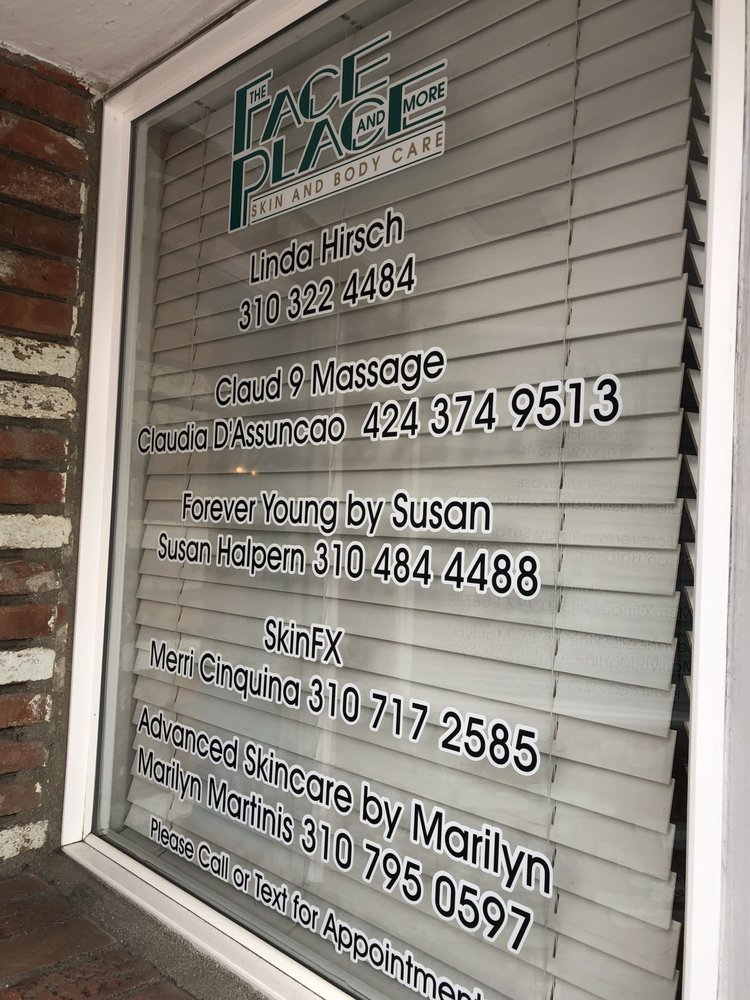 THE FACE
PLACE AND MORE
SKIN AND BODY CARE
Linda Hirsch
310 322 4484
Claud 9 Massage
Claudia D'Assuncao 424 374 9513
Forever Young by Susan
Susan Halpern 310 484 4488
SkinFX
Merri Cinquina 310 717 2585
Advanced Skincare by Marilyn
Marilyn Martinis 310 795 0597
Please Call or Text for Appointment